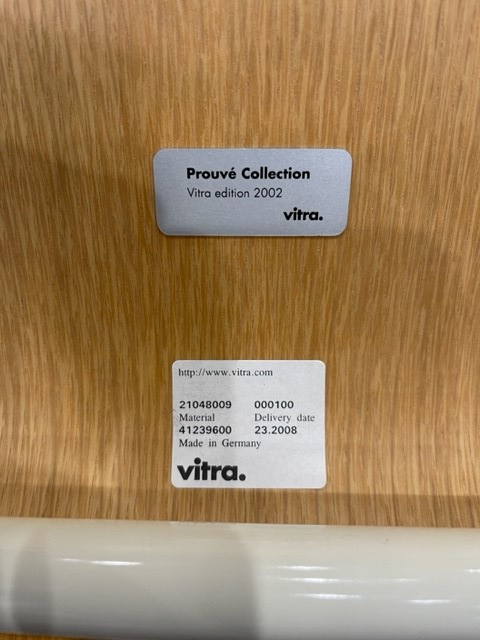 Prouvé Collection
Vitra edition 2002
vitra.
http://www.vitra.com
21048009 000100
Material Delivery date
41239600 23.2008
Made in Germany
vitra.